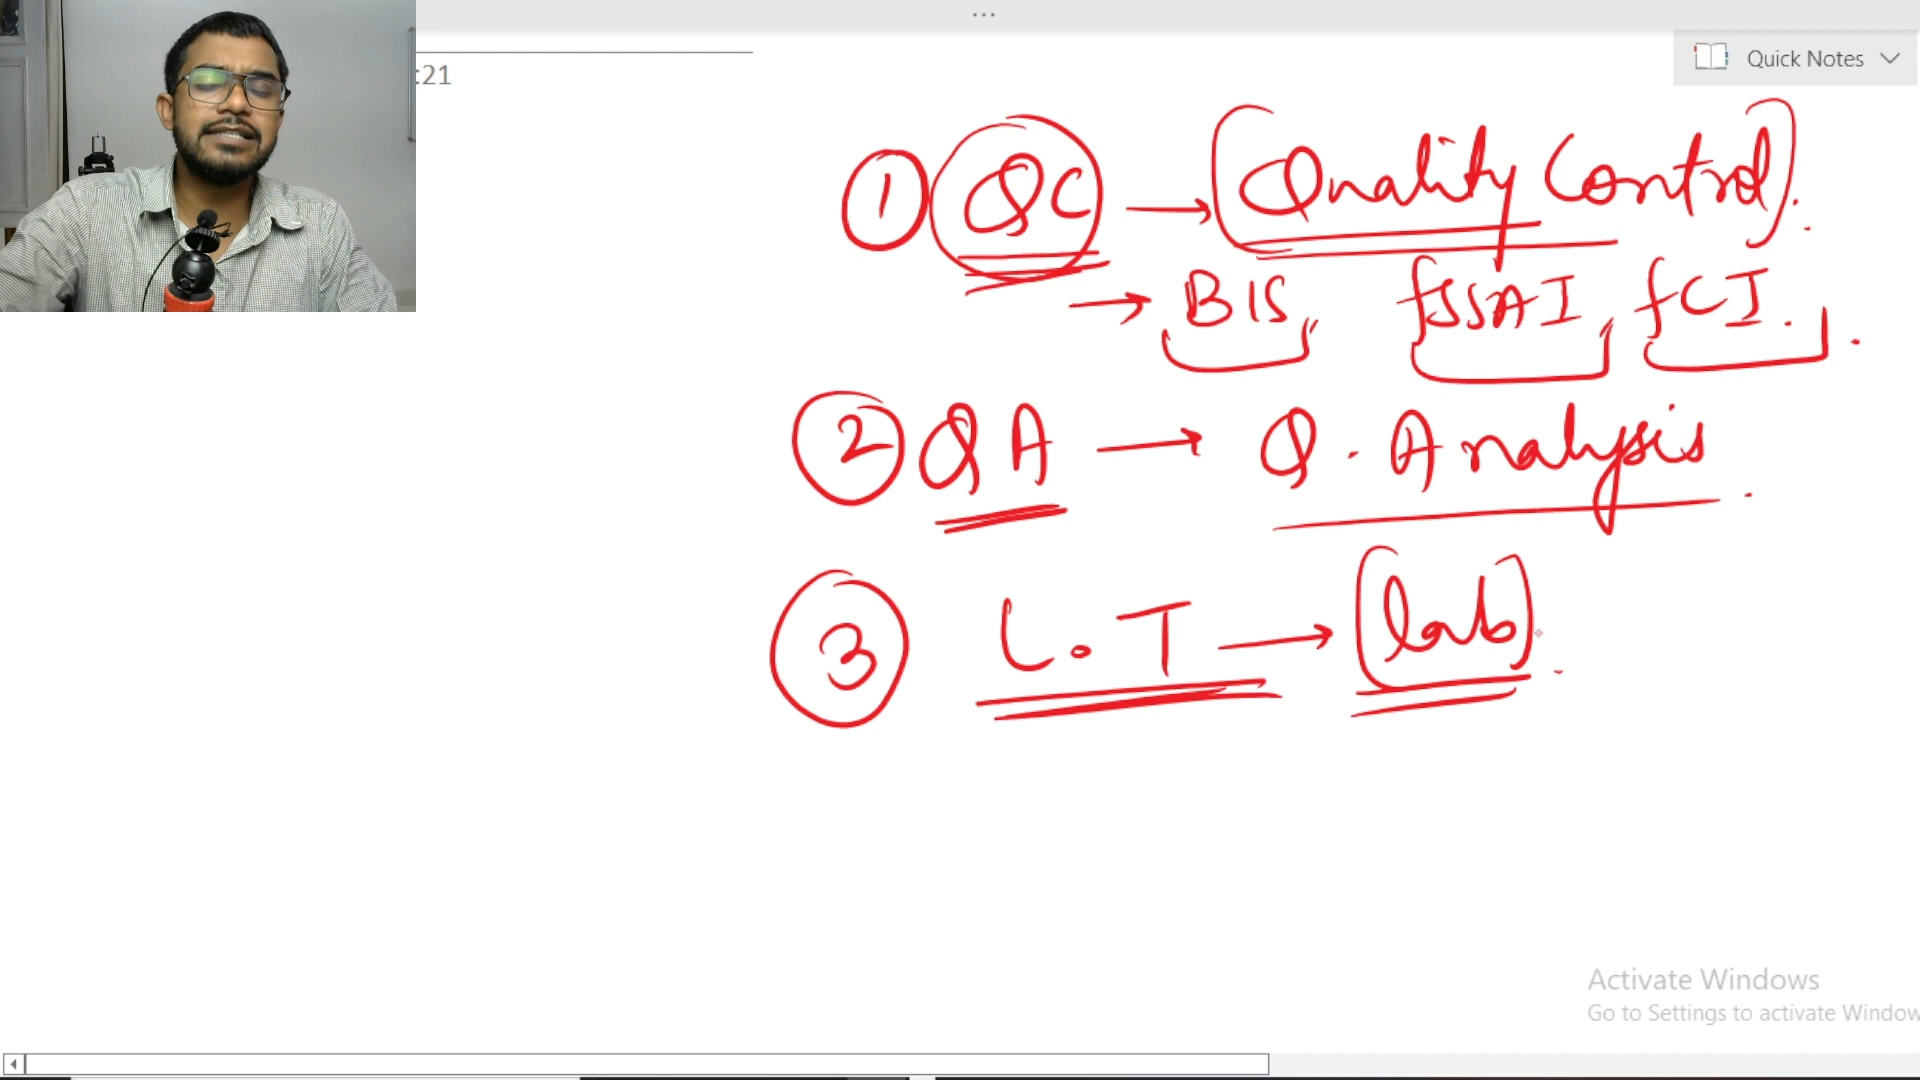 ...
Quick Notes
:21
① QC → (Quality Control).
→ BIS, FSSAI, FCI.
② QA → Q. Analysis.
③ L.T → (lab).
Activate Windows
Go to Settings to activate Window